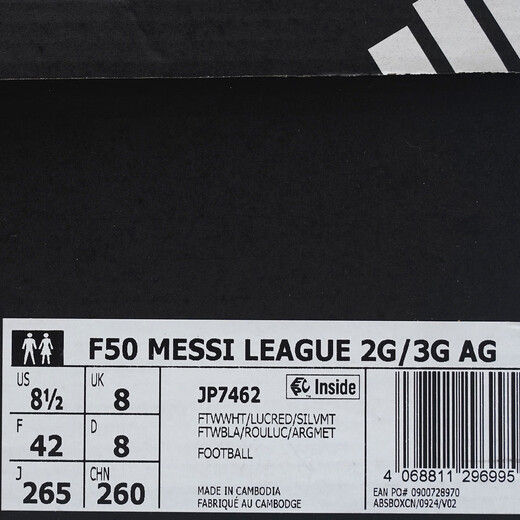 F50 MESSI LEAGUE 2G/3G AG
US 8½ UK 8
F 42 D 8
J 265 CHN 260
JP7462 Inside
FTWWHT/LUCRED/SILVMT
FTWBLA/ROULUC/ARGMET
FOOTBALL
MADE IN CAMBODIA
FABRIQUE AU CAMBODGE
4 068811 296995
EAN PO# 0900728970
ABSBOXCN/0924/V02